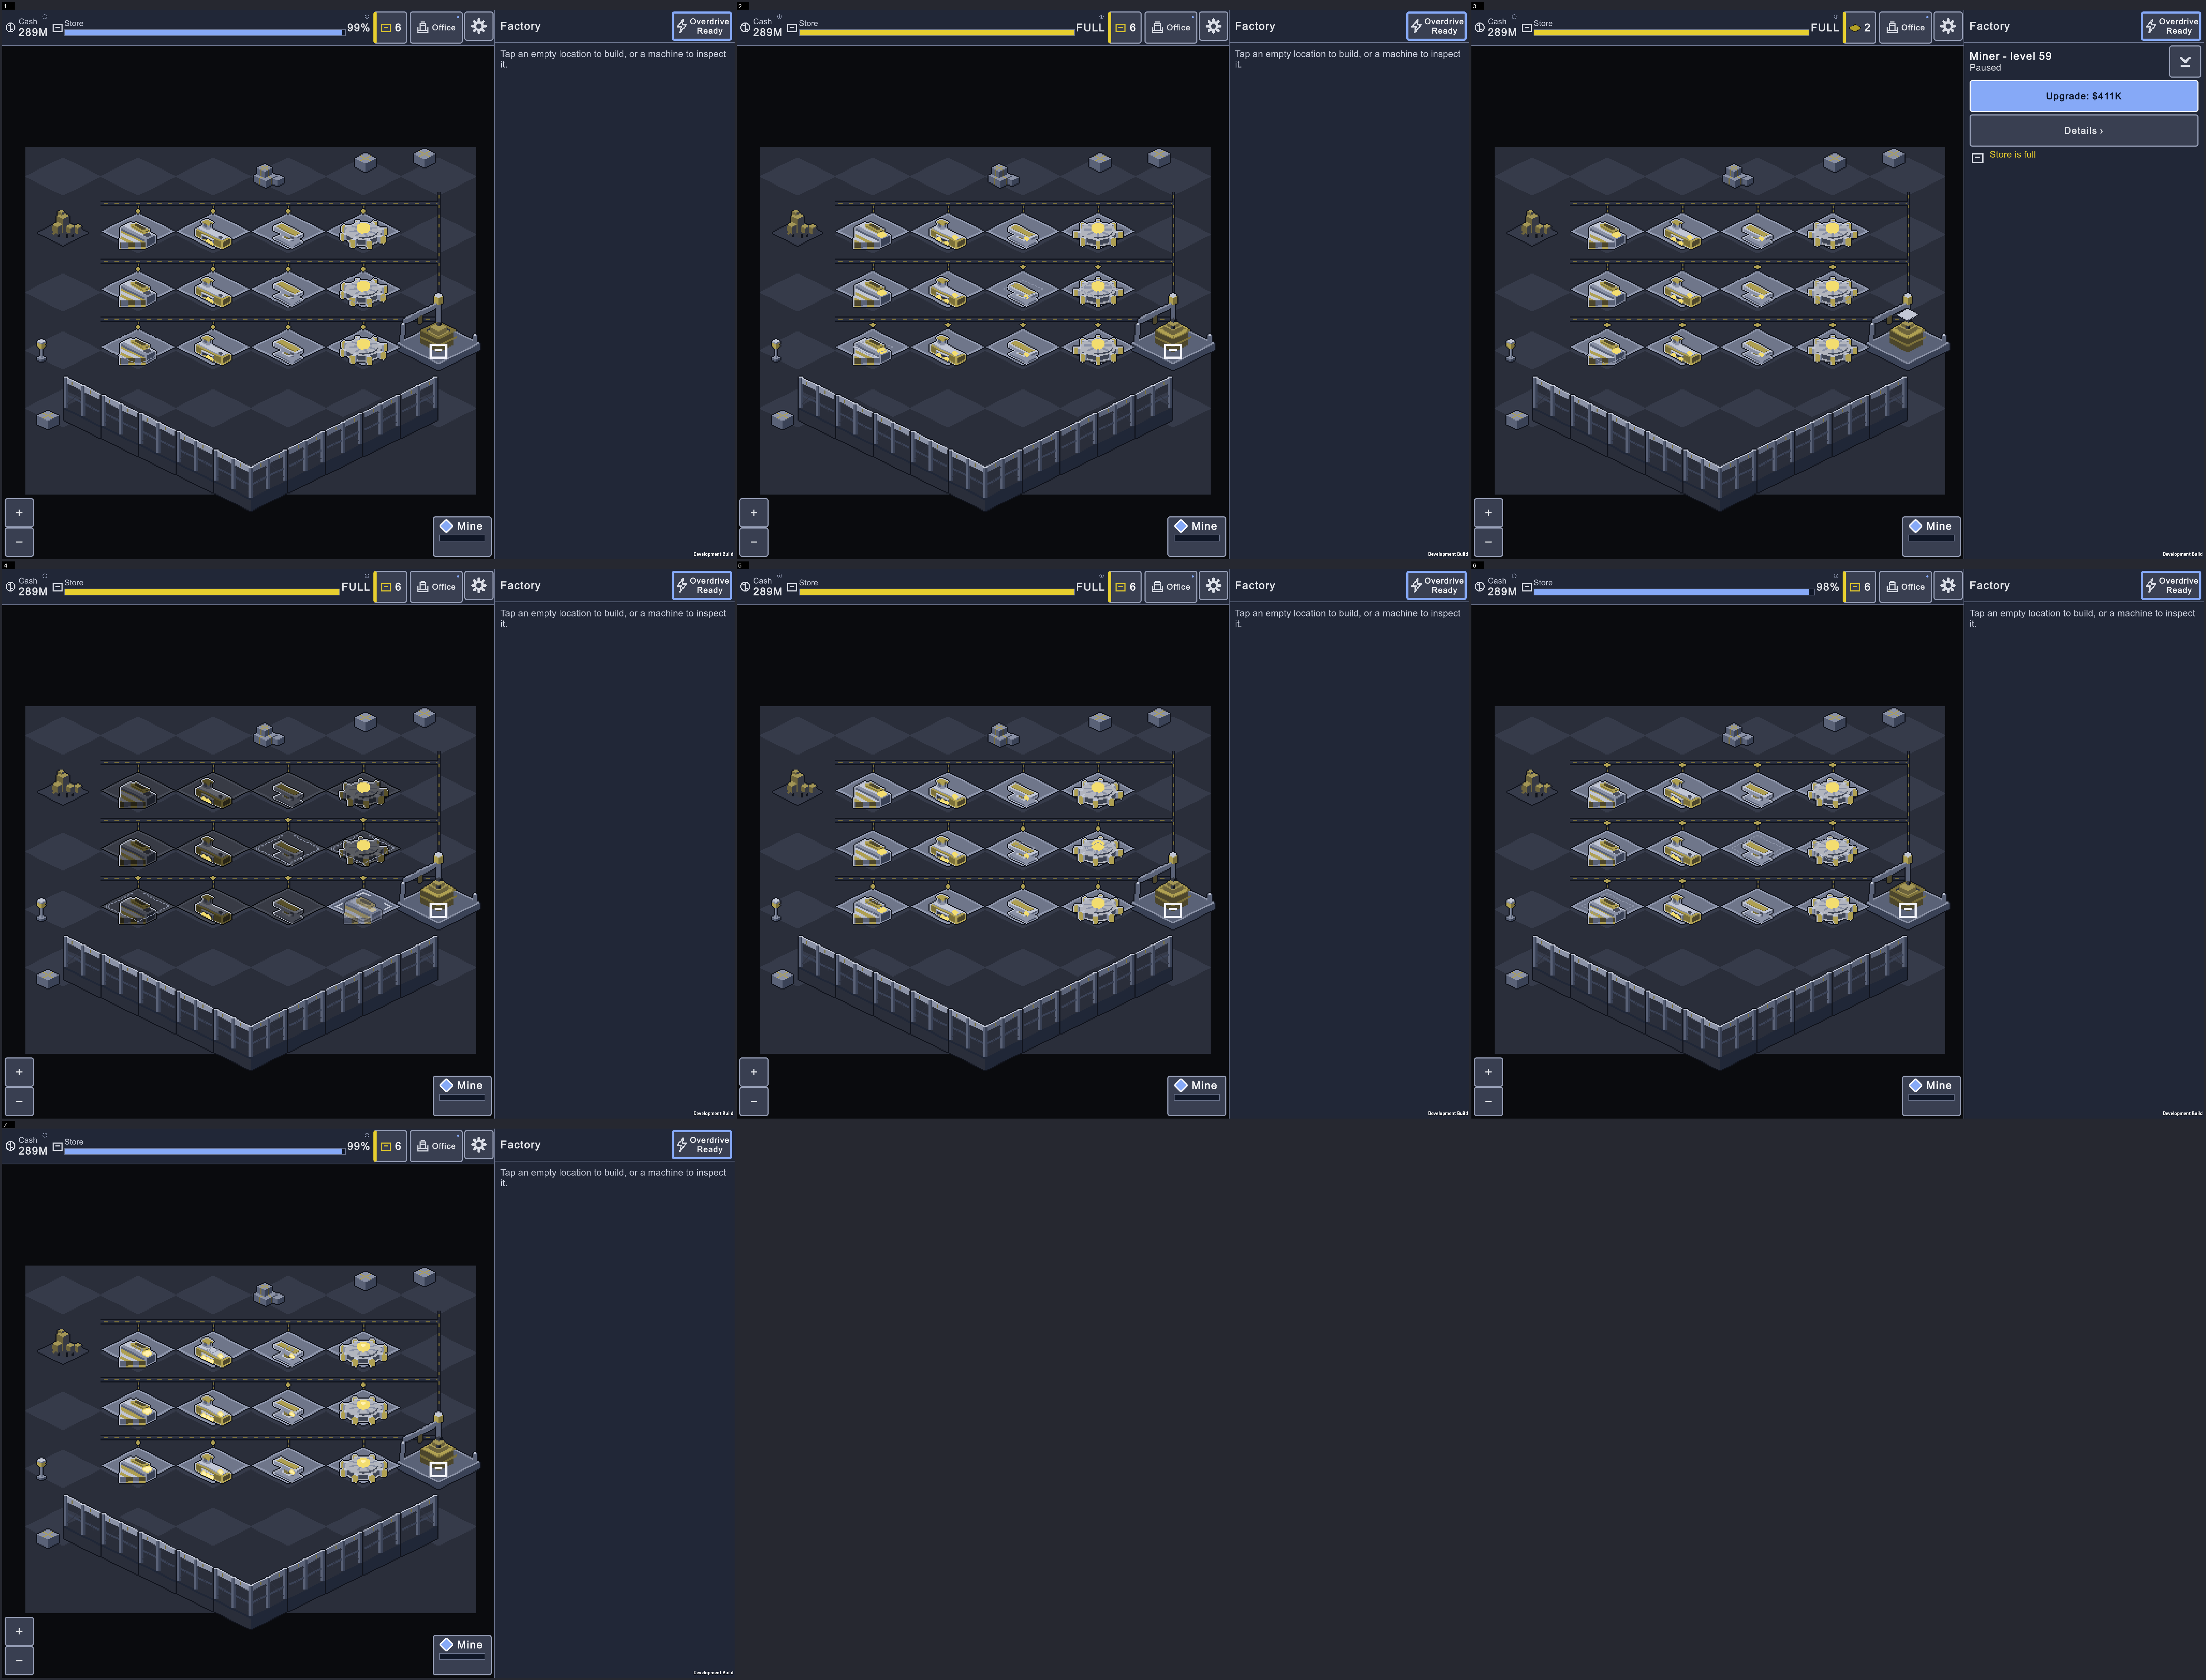 1
Cash
289M
Store
99%
6
Office
Factory
Overdrive
Ready
Tap an empty location to build, or a machine to inspect
it.
+
−
Mine
Development Build
2
Cash
289M
Store
FULL
6
Office
Factory
Overdrive
Ready
Tap an empty location to build, or a machine to inspect
it.
+
−
Mine
Development Build
3
Cash
289M
Store
FULL
2
Office
Factory
Overdrive
Ready
Miner - level 59
Paused
Upgrade: $411K
Details ›
Store is full
+
−
Mine
Development Build
4
Cash
289M
Store
FULL
6
Office
Factory
Overdrive
Ready
Tap an empty location to build, or a machine to inspect
it.
+
−
Mine
Development Build
5
Cash
289M
Store
FULL
6
Office
Factory
Overdrive
Ready
Tap an empty location to build, or a machine to inspect
it.
+
−
Mine
Development Build
6
Cash
289M
Store
98%
6
Office
Factory
Overdrive
Ready
Tap an empty location to build, or a machine to inspect
it.
+
−
Mine
Development Build
7
Cash
289M
Store
99%
6
Office
Factory
Overdrive
Ready
Tap an empty location to build, or a machine to inspect
it.
+
−
Mine
Development Build